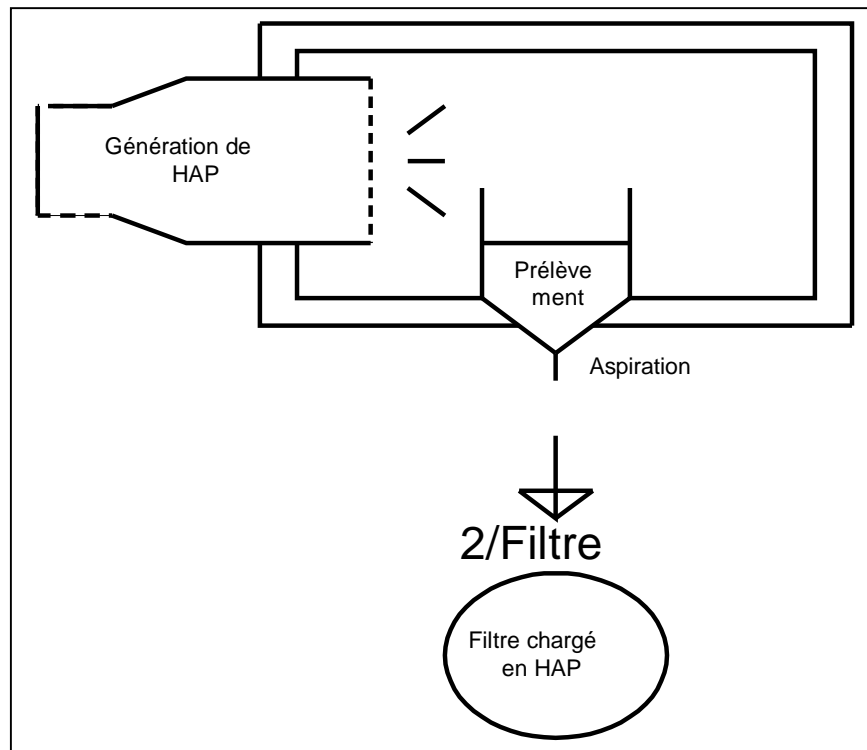 Génération de
HAP
Prélève
ment
Aspiration
2/Filtre
Filtre chargé
en HAP